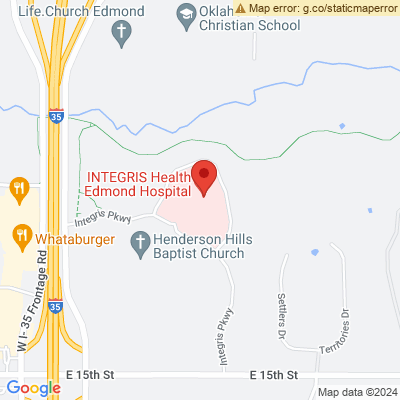 Map error: g.co/staticmaperror
Life.Church Edmond
Oklah
Christian School
35
INTEGRIS Health
Edmond Hospital
Integris Pkwy
Whataburger
Henderson Hills
Baptist Church
W I- 35 Frontage Rd
35
Integris Pkwy
Settlers Dr
Territories Dr
E 15th St
E 15th St
Google
Map data ©2024